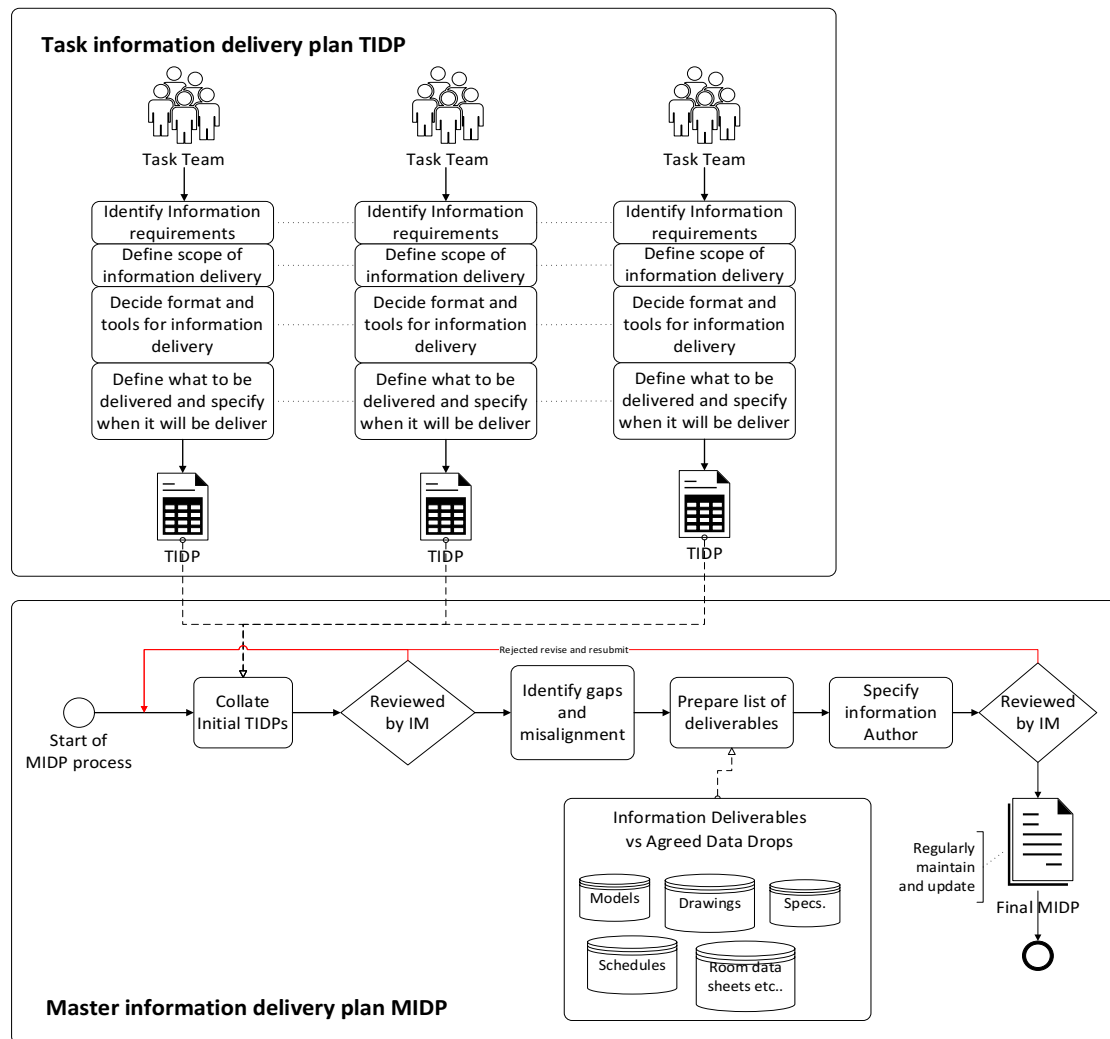 Task information delivery plan TIDP
Task Team
Task Team
Task Team
Identify Information
requirements
Identify Information
requirements
Identify Information
requirements
Define scope of
information delivery
Define scope of
information delivery
Define scope of
information delivery
Decide format and
tools for information
delivery
Decide format and
tools for information
delivery
Decide format and
tools for information
delivery
Define what to be
delivered and specify
when it will be deliver
Define what to be
delivered and specify
when it will be deliver
Define what to be
delivered and specify
when it will be deliver
TIDP
TIDP
TIDP
Rejected revise and resubmit
Start of
MIDP process
Collate
Initial TIDPs
Reviewed
by IM
Identify gaps
and
misalignment
Prepare list of
deliverables
Specify
information
Author
Reviewed
by IM
Information Deliverables
vs Agreed Data Drops
Models
Drawings
Specs.
Schedules
Room data
sheets etc..
Regularly
maintain
and update
Final MIDP
Master information delivery plan MIDP